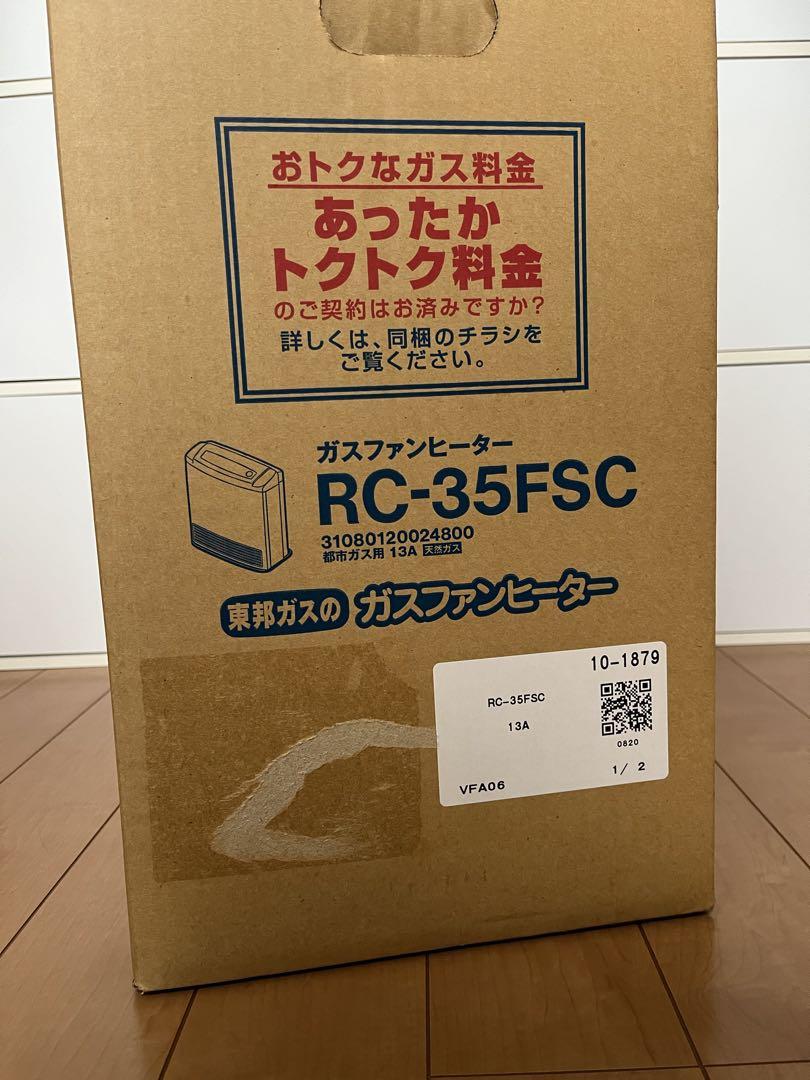 おトクなガス料金
あったか
トクトク料金
のご契約はお済みですか?
詳しくは、同梱のチラシを
ご覧ください。
ガスファンヒーター
RC-35FSC
31080120024800
都市ガス用 13A 天然ガス
東邦ガスの ガスファンヒーター
10-1879
RC-35FSC
13A
0820
VFA06
1/ 2